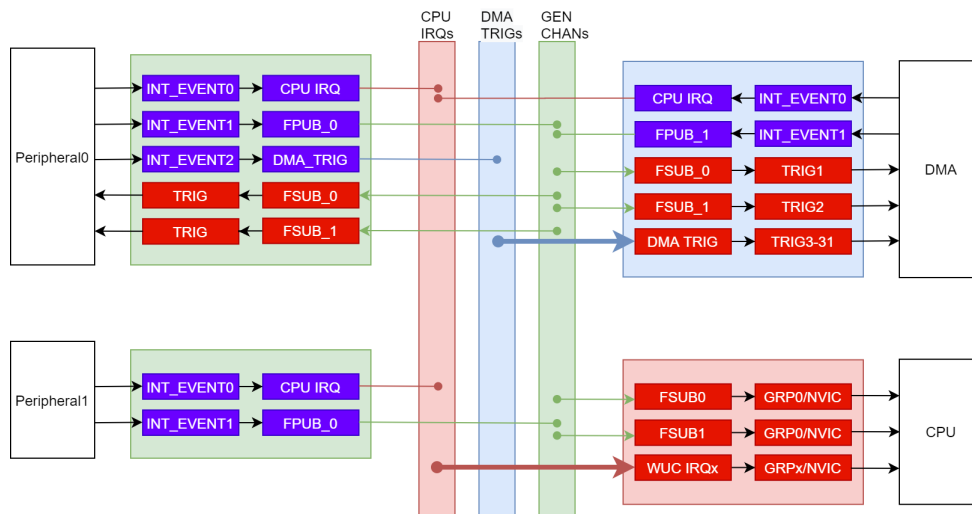 CPU
IRQs
DMA
TRIGs
GEN
CHANs
Peripheral0
INT_EVENT0
CPU IRQ
INT_EVENT1
FPUB_0
INT_EVENT2
DMA_TRIG
TRIG
FSUB_0
TRIG
FSUB_1
CPU IRQ
INT_EVENT0
FPUB_1
INT_EVENT1
FSUB_0
TRIG1
FSUB_1
TRIG2
DMA TRIG
TRIG3-31
DMA
Peripheral1
INT_EVENT0
CPU IRQ
INT_EVENT1
FPUB_0
FSUB0
GRP0/NVIC
FSUB1
GRP0/NVIC
WUC IRQx
GRPx/NVIC
CPU